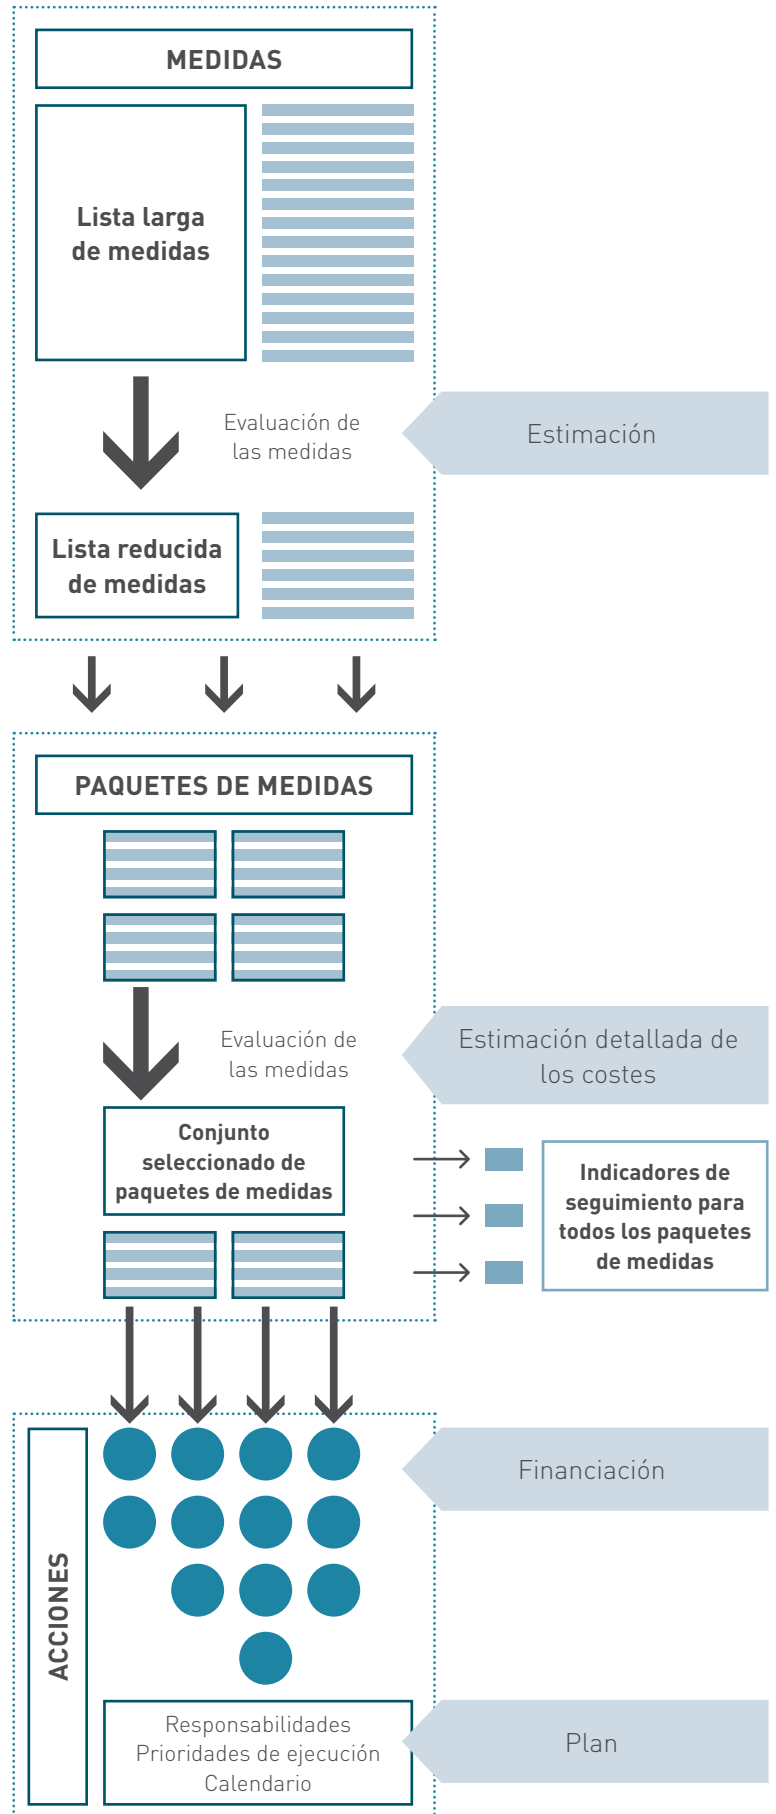 MEDIDAS
Lista larga
de medidas
Evaluación de
las medidas
Estimación
Lista reducida
de medidas
PAQUETES DE MEDIDAS
Evaluación de
las medidas
Estimación detallada de
los costes
Conjunto
seleccionado de
paquetes de medidas
Indicadores de
seguimiento para
todos los paquetes
de medidas
ACCIONES
Financiación
Responsabilidades
Prioridades de ejecución
Calendario
Plan